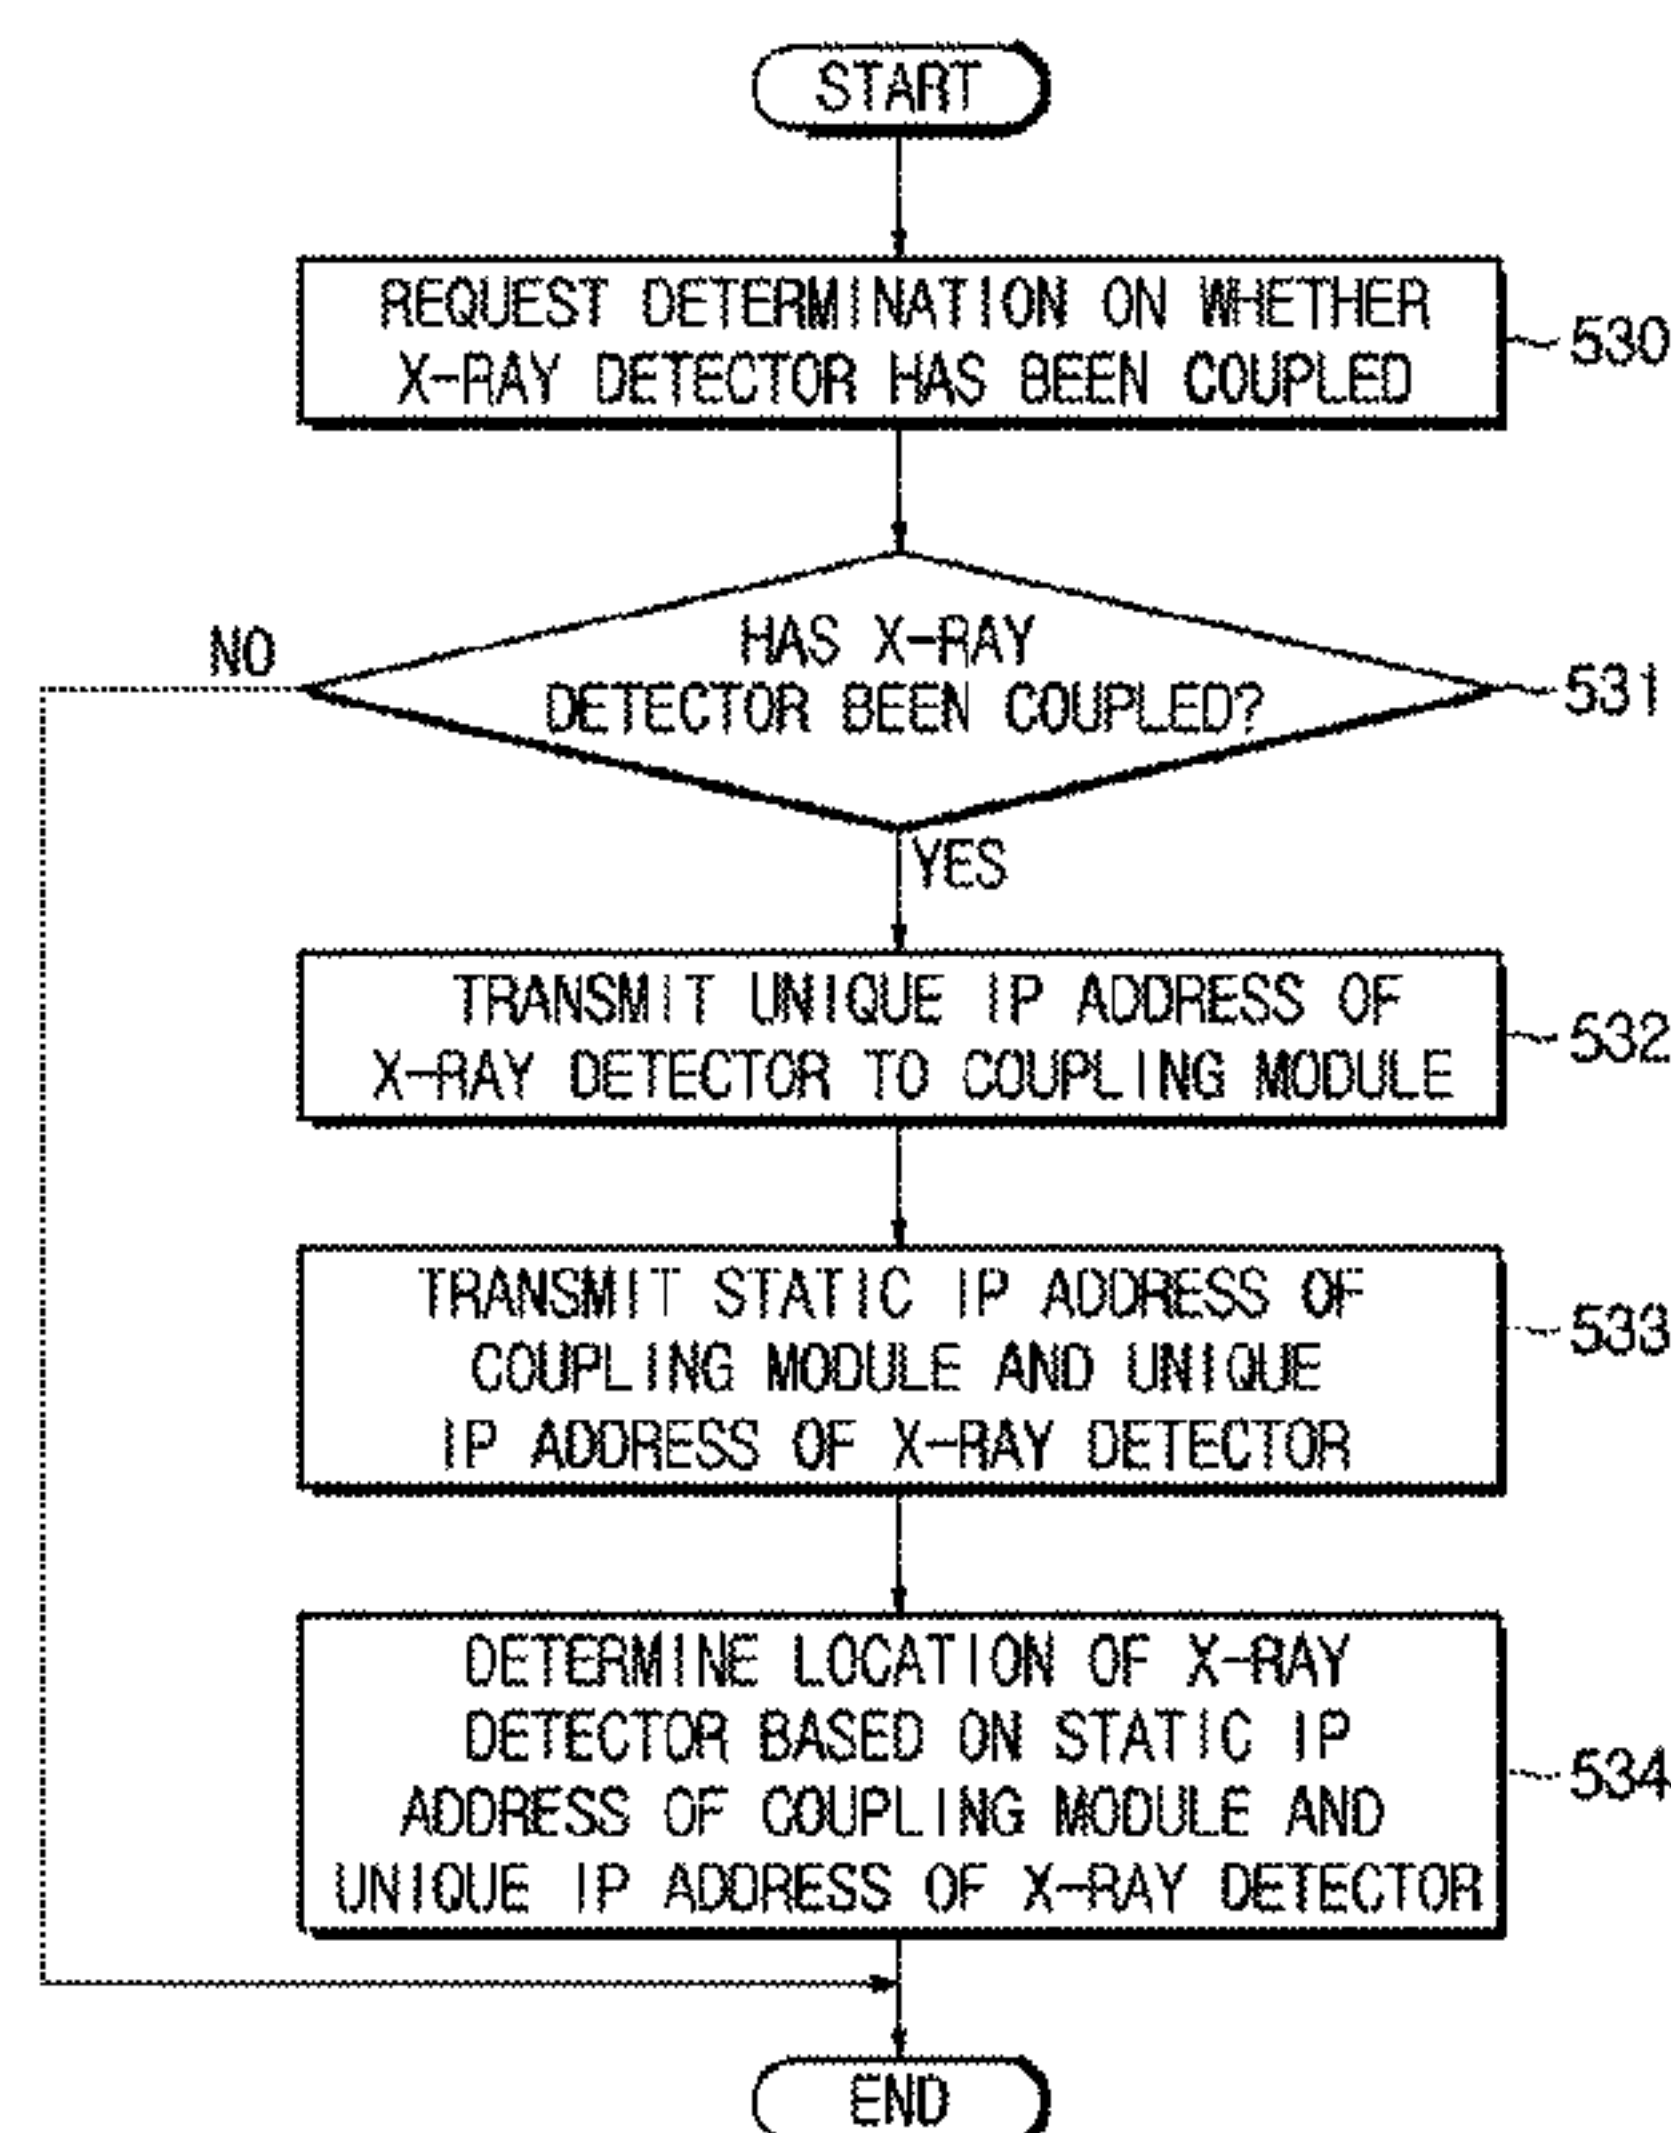 START
REQUEST DETERMINATION ON WHETHER
X-RAY DETECTOR HAS BEEN COUPLED
530
HAS X-RAY
DETECTOR BEEN COUPLED?
531
NO
YES
TRANSMIT UNIQUE IP ADDRESS OF
X-RAY DETECTOR TO COUPLING MODULE
532
TRANSMIT STATIC IP ADDRESS OF
COUPLING MODULE AND UNIQUE
IP ADDRESS OF X-RAY DETECTOR
533
DETERMINE LOCATION OF X-RAY
DETECTOR BASED ON STATIC IP
ADDRESS OF COUPLING MODULE AND
UNIQUE IP ADDRESS OF X-RAY DETECTOR
534
END